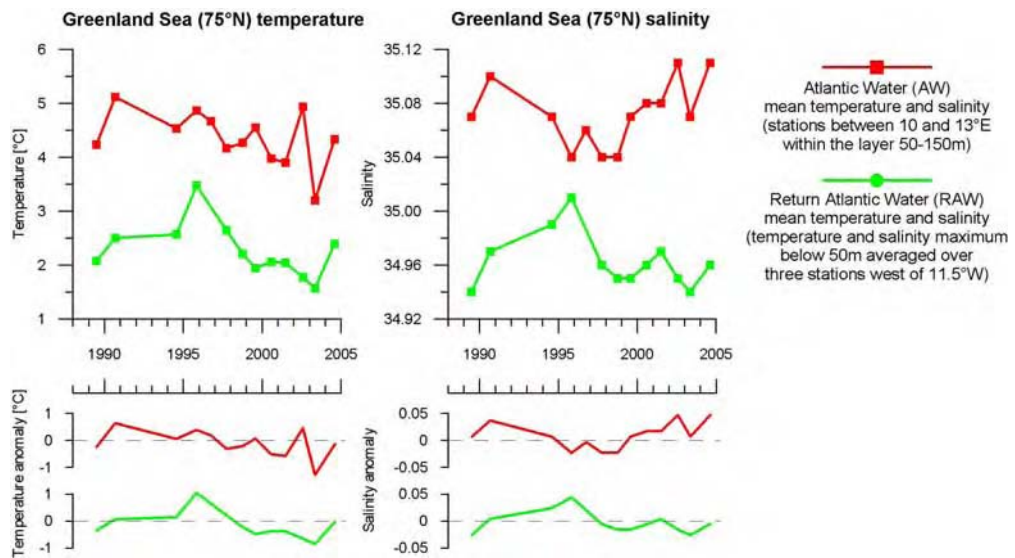 Greenland Sea (75°N) temperature
6
5
4
3
2
1
Temperature [°C]
1990 1995 2000 2005
Greenland Sea (75°N) salinity
35.12
35.08
35.04
35.00
34.96
34.92
Salinity
1990 1995 2000 2005
Atlantic Water (AW)
mean temperature and salinity
(stations between 10 and 13°E
within the layer 50-150m)
Return Atlantic Water (RAW)
mean temperature and salinity
(temperature and salinity maximum
below 50m averaged over
three stations west of 11.5°W)
Temperature anomaly [°C]
1
0
-1
1
0
-1
Salinity anomaly
0.05
0
-0.05
0.05
0
-0.05